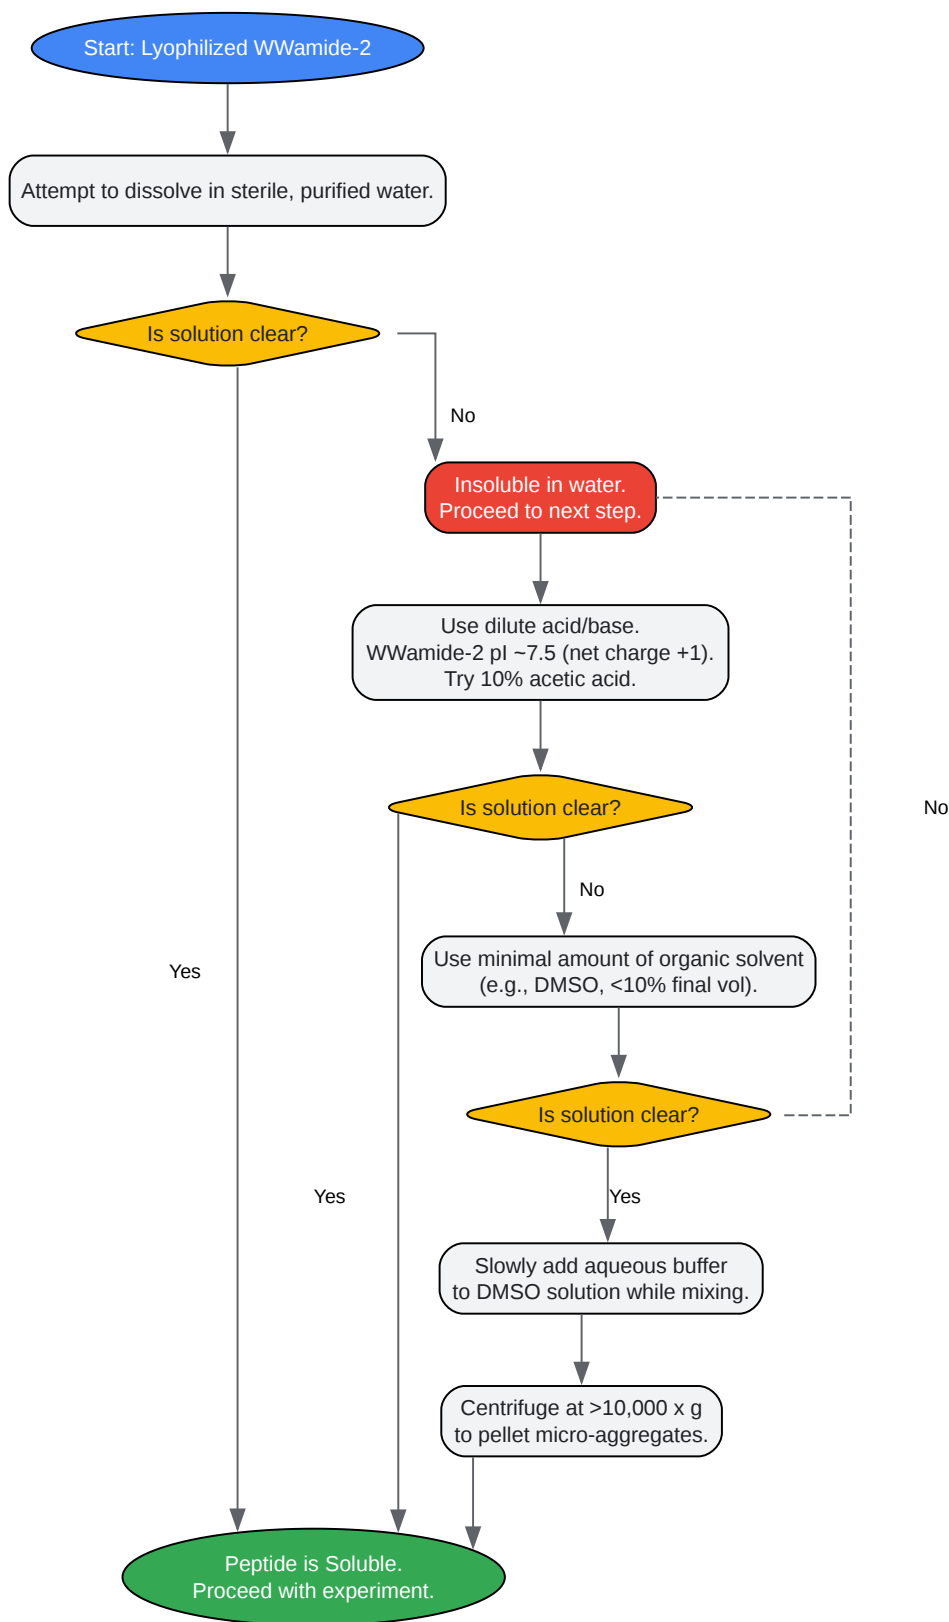 Start: Lyophilized WWamide-2
Attempt to dissolve in sterile, purified water.
Is solution clear?
No
Insoluble in water.
Proceed to next step.
Use dilute acid/base.
WWamide-2 pI ~7.5 (net charge +1).
Try 10% acetic acid.
Is solution clear?
No
No
Use minimal amount of organic solvent
(e.g., DMSO, <10% final vol).
Yes
Is solution clear?
Yes
Yes
Slowly add aqueous buffer
to DMSO solution while mixing.
Centrifuge at >10,000 x g
to pellet micro-aggregates.
Peptide is Soluble.
Proceed with experiment.